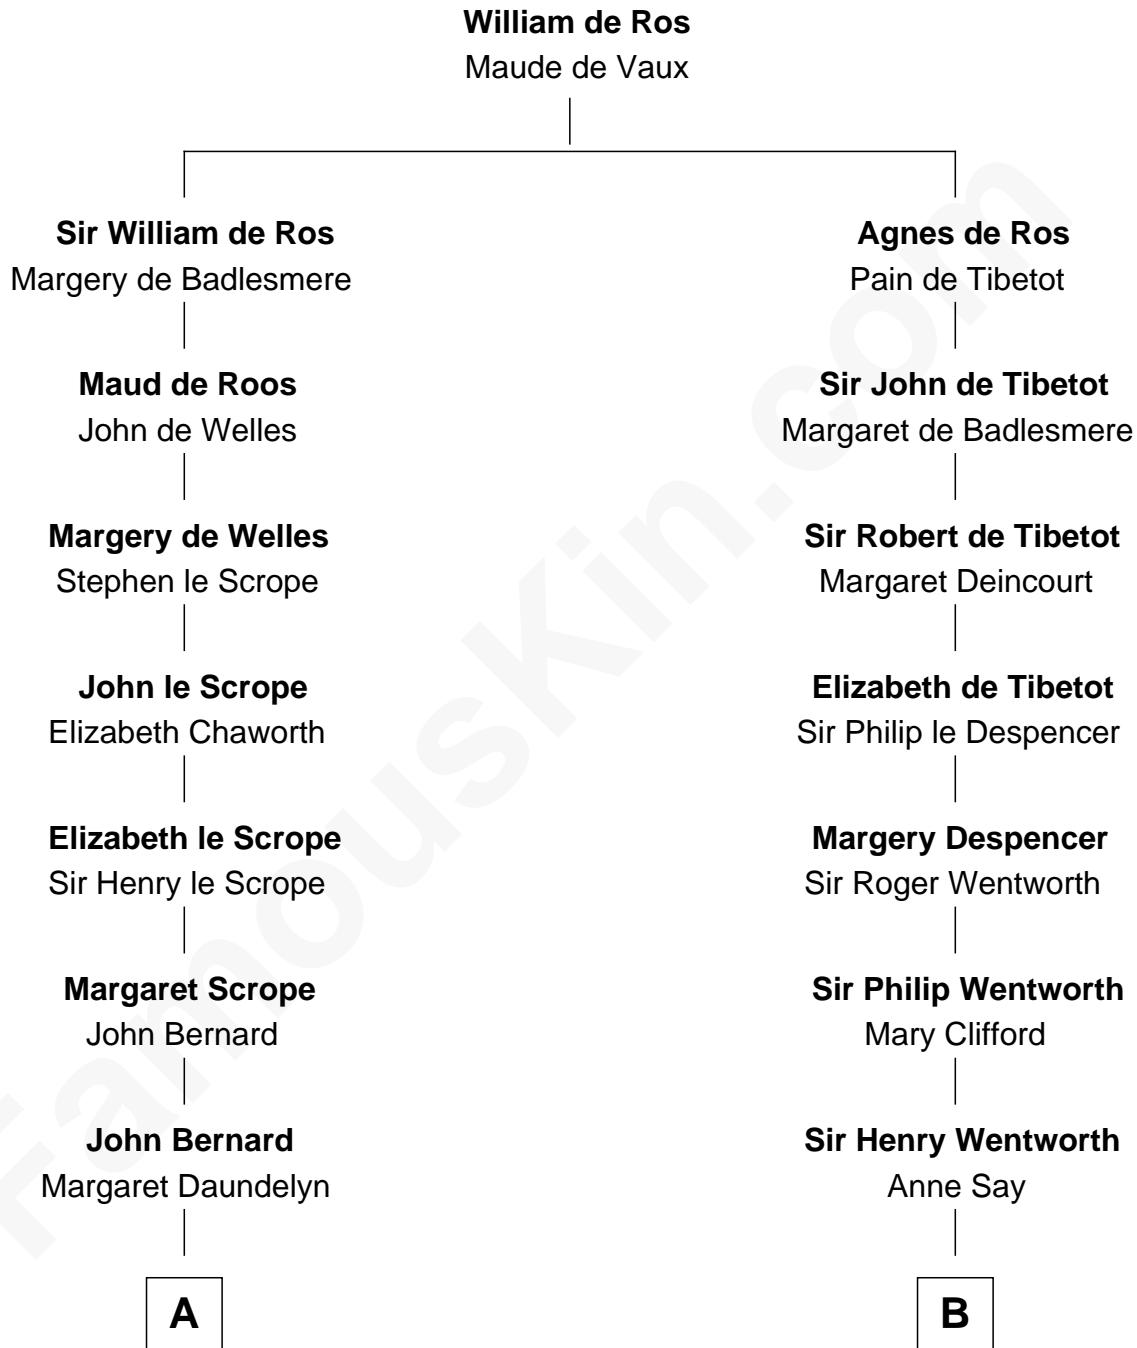 William de Ros
Maude de Vaux
Sir William de Ros
Margery de Badlesmere
Maud de Roos
John de Welles
Margery de Welles
Stephen le Scrope
John le Scrope
Elizabeth Chaworth
Elizabeth le Scrope
Sir Henry le Scrope
Margaret Scrope
John Bernard
John Bernard
Margaret Daundelyn
A
Agnes de Ros
Pain de Tibetot
Sir John de Tibetot
Margaret de Badlesmere
Sir Robert de Tibetot
Margaret Deincourt
Elizabeth de Tibetot
Sir Philip le Despencer
Margery Despencer
Sir Roger Wentworth
Sir Philip Wentworth
Mary Clifford
Sir Henry Wentworth
Anne Say
B
FamousKin.com